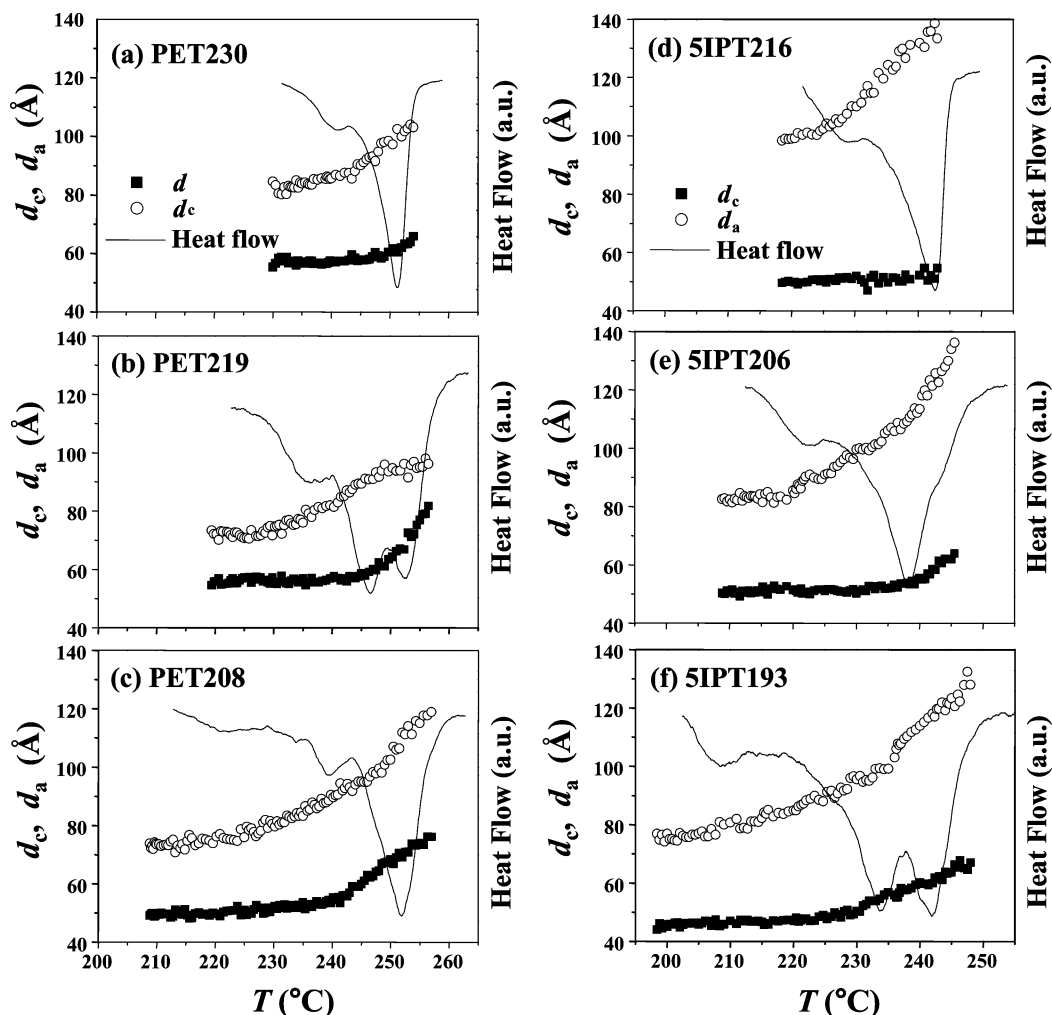 (a) PET230
140
120
100
80
60
40
d_c, d_a (Å)
Heat Flow (a.u.)
d
d_c
Heat flow
(d) 5IPT216
140
120
100
80
60
40
d_c, d_a (Å)
Heat Flow (a.u.)
d_c
d_a
Heat flow
(b) PET219
140
120
100
80
60
40
d_c, d_a (Å)
Heat Flow (a.u.)
(e) 5IPT206
140
120
100
80
60
40
d_c, d_a (Å)
Heat Flow (a.u.)
(c) PET208
140
120
100
80
60
40
d_c, d_a (Å)
Heat Flow (a.u.)
200 210 220 230 240 250 260
T (°C)
(f) 5IPT193
140
120
100
80
60
40
d_c, d_a (Å)
Heat Flow (a.u.)
200 210 220 230 240 250
T (°C)